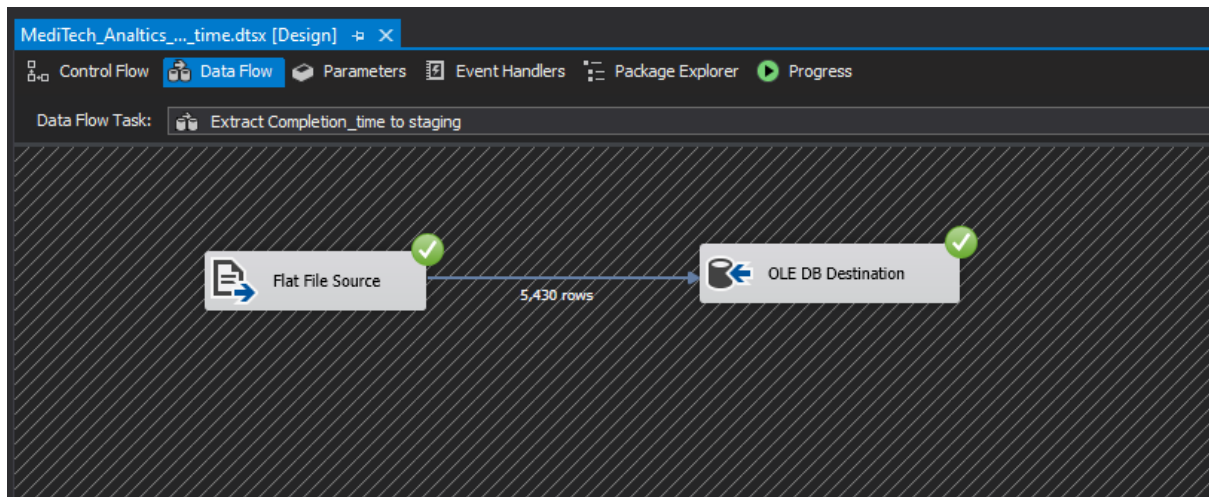 MediTech_Analtics_..._time.dtsx [Design]
Control Flow Data Flow Parameters Event Handlers Package Explorer Progress
Data Flow Task: Extract Completion_time to staging
Flat File Source
OLE DB Destination
5,430 rows